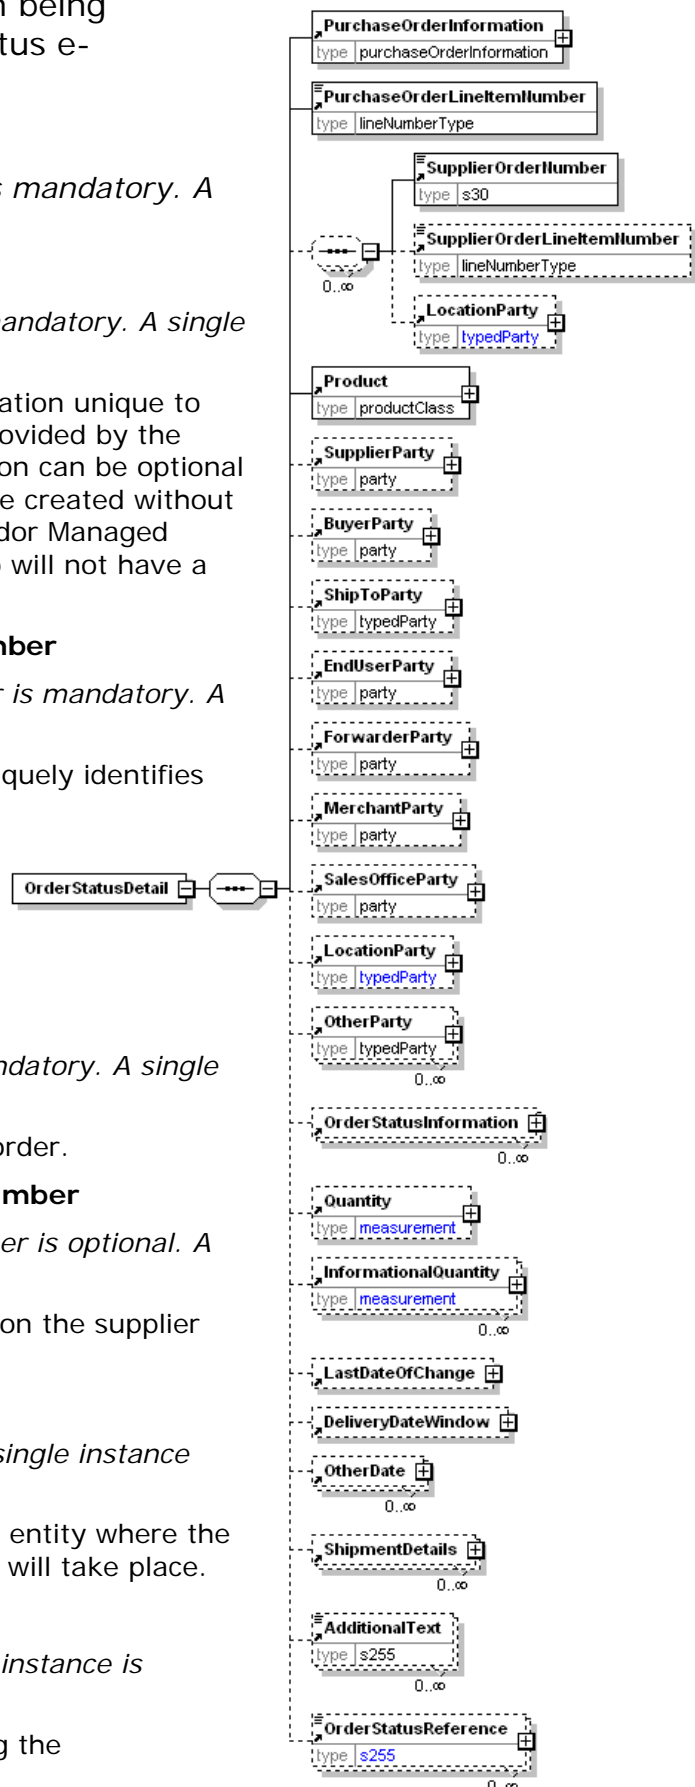 n being
tus e-
s mandatory. A
andatory. A single
ation unique to
rovided by the
on can be optional
e created without
dor Managed
will not have a
nber
r is mandatory. A
quely identifies
ndatory. A single
order.
umber
er is optional. A
on the supplier
single instance
entity where the
will take place.
instance is
g the
OrderStatusDetail
PurchaseOrderInformation
type purchaseOrderInformation
PurchaseOrderLineItemNumber
type lineNumberType
0..∞
SupplierOrderNumber
type s30
SupplierOrderLineItemNumber
type lineNumberType
LocationParty
type typedParty
Product
type productClass
SupplierParty
type party
BuyerParty
type party
ShipToParty
type typedParty
EndUserParty
type party
ForwarderParty
type party
MerchantParty
type party
SalesOfficeParty
type party
LocationParty
type typedParty
OtherParty
type typedParty
0..∞
OrderStatusInformation
0..∞
Quantity
type measurement
InformationalQuantity
type measurement
0..∞
LastDateOfChange
DeliveryDateWindow
OtherDate
0..∞
ShipmentDetails
0..∞
AdditionalText
type s255
0..∞
OrderStatusReference
type s255
0..∞